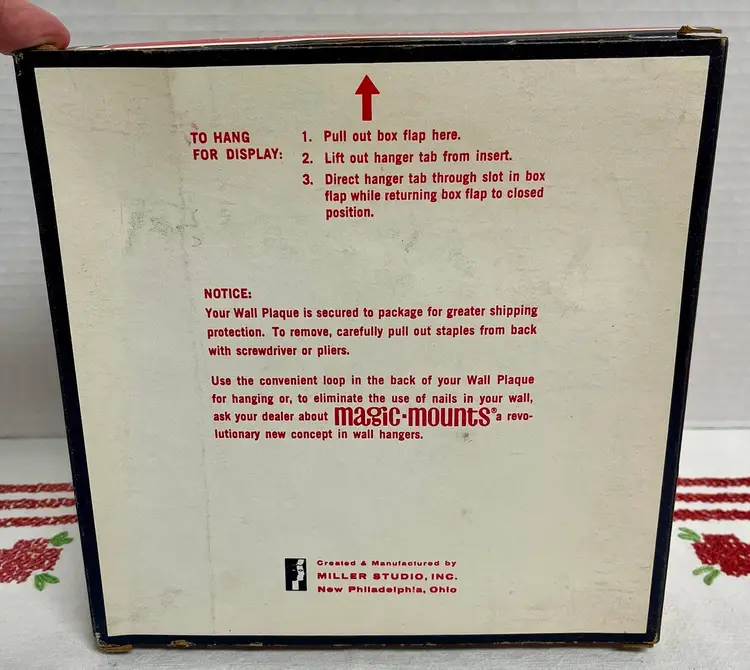 TO HANG
FOR DISPLAY:
1. Pull out box flap here.
2. Lift out hanger tab from insert.
3. Direct hanger tab through slot in box
flap while returning box flap to closed
position.
NOTICE:
Your Wall Plaque is secured to package for greater shipping
protection. To remove, carefully pull out staples from back
with screwdriver or pliers.
Use the convenient loop in the back of your Wall Plaque
for hanging or, to eliminate the use of nails in your wall,
ask your dealer about magic·mounts® a revo-
lutionary new concept in wall hangers.
Created & Manufactured by
MILLER STUDIO, INC.
New Philadelphia, Ohio